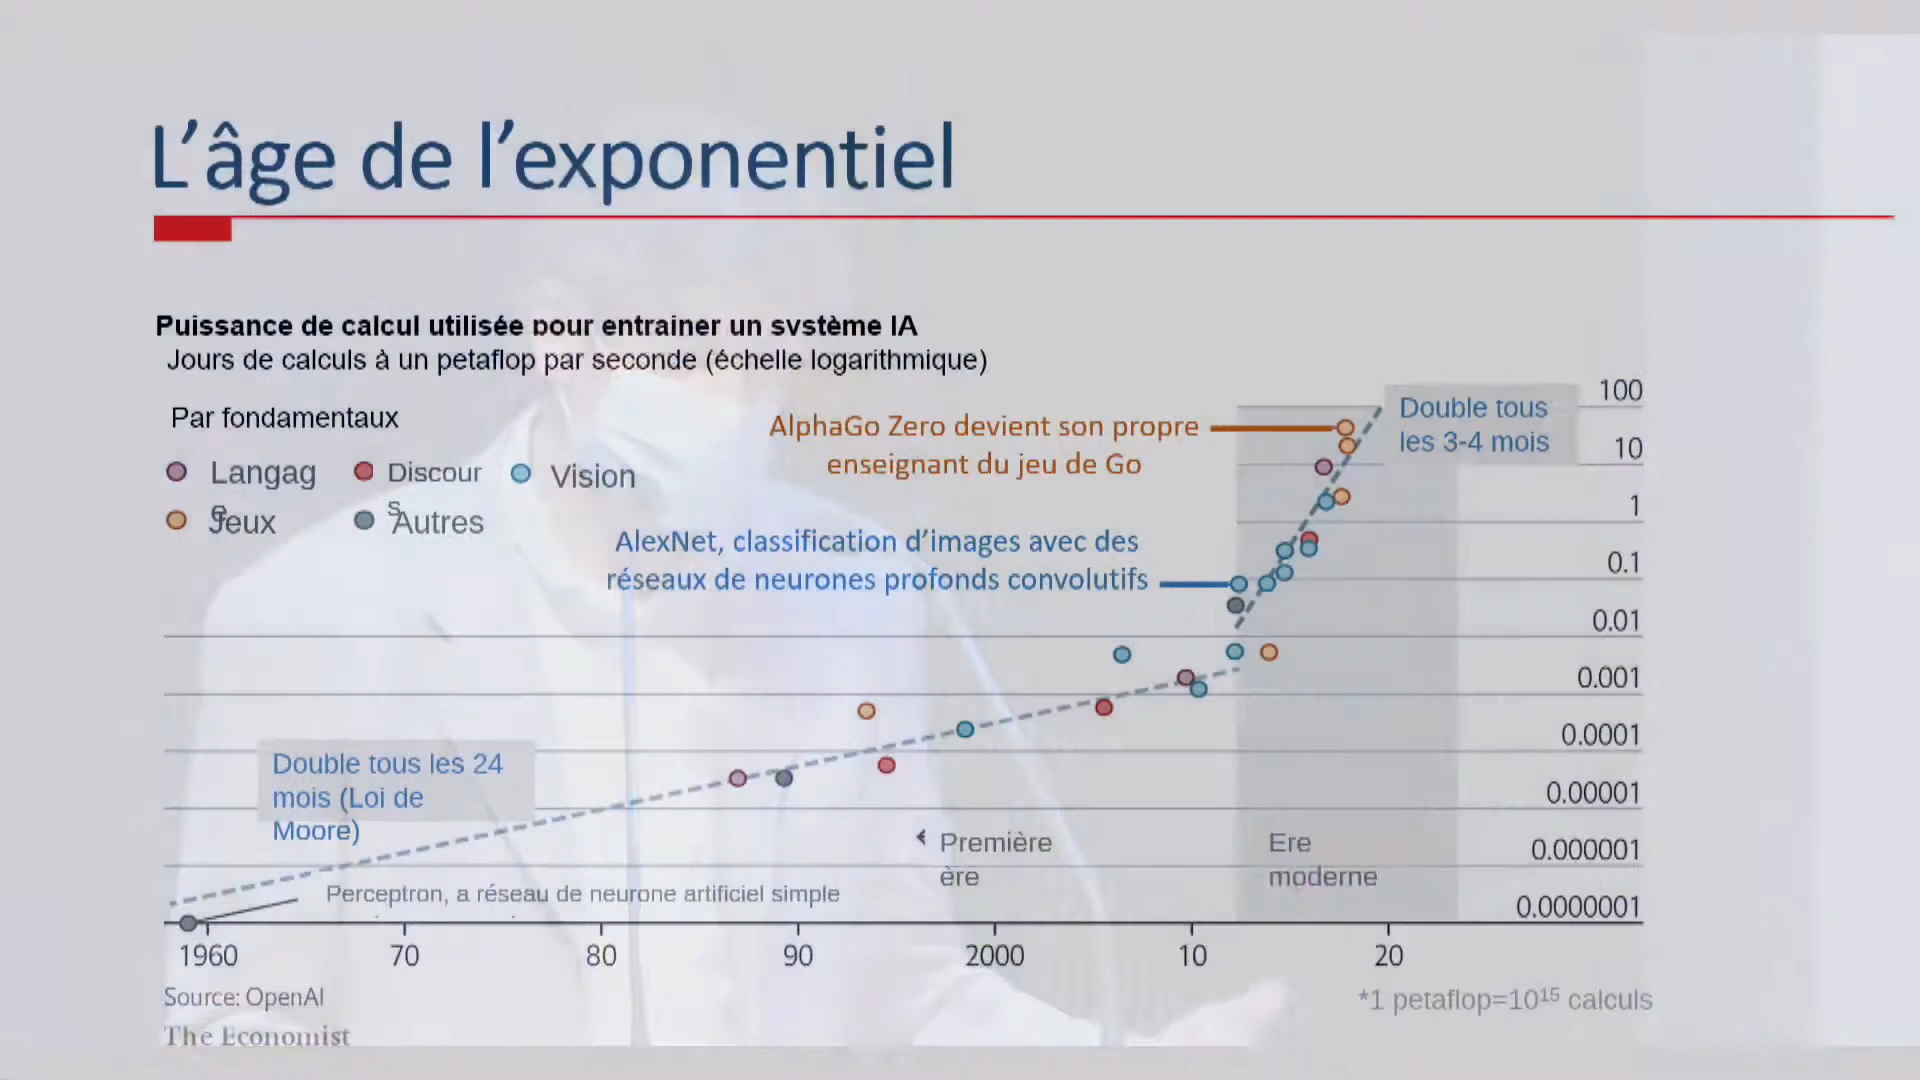 L'âge de l'exponentiel
Puissance de calcul utilisée pour entrainer un système IA
Jours de calculs à un petaflop par seconde (échelle logarithmique)
Par fondamentaux
Langag
e
Discour
s
Vision
Jeux
Autres
AlphaGo Zero devient son propre
enseignant du jeu de Go
AlexNet, classification d'images avec des
réseaux de neurones profonds convolutifs
Double tous
les 3-4 mois
100
10
1
0.1
0.01
0.001
0.0001
0.00001
0.000001
0.0000001
Double tous les 24
mois (Loi de
Moore)
Première
ère
Ere
moderne
Perceptron, a réseau de neurone artificiel simple
1960
70
80
90
2000
10
20
Source: OpenAI
The Economist
*1 petaflop=10¹⁵ calculs